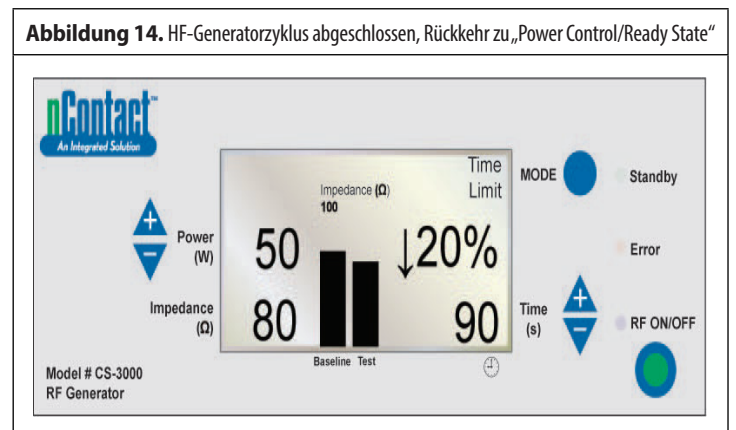 Abbildung 14. HF-Generatorzyklus abgeschlossen, Rückkehr zu „Power Control/Ready State“
nContact™
An Integrated Solution
Time
Limit
Impedance (Ω)
100
MODE
Standby
+
−
Power
(W)
50
↓20%
Error
Impedance
(Ω)
80
90
Time
(s)
+
−
RF ON/OFF
Baseline Test
Model # CS-3000
RF Generator